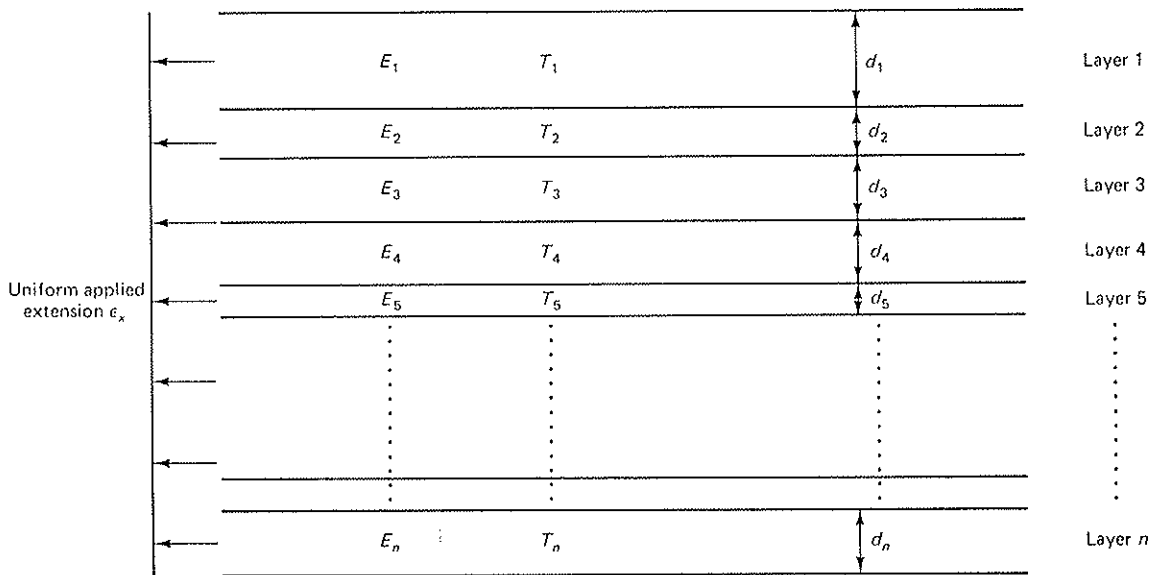 E₁ T₁ d₁ Layer 1
E₂ T₂ d₂ Layer 2
E₃ T₃ d₃ Layer 3
E₄ T₄ d₄ Layer 4
Uniform applied
extension ϵₓ
E₅ T₅ d₅ Layer 5
Eₙ Tₙ dₙ Layer n